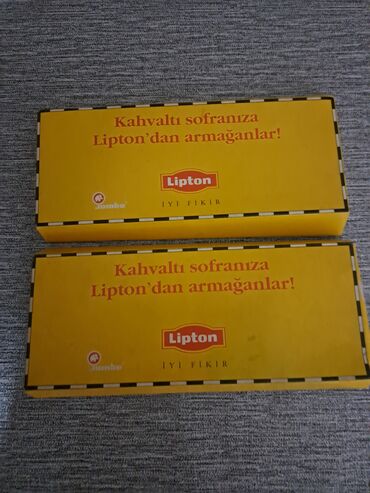 Kahvaltı sofranıza
Lipton'dan armağanlar!
Lipton
Jumbo
İYİ FİKİR
Kahvaltı sofranıza
Lipton'dan armağanlar!
Lipton
Jumbo
İYİ FİKİR